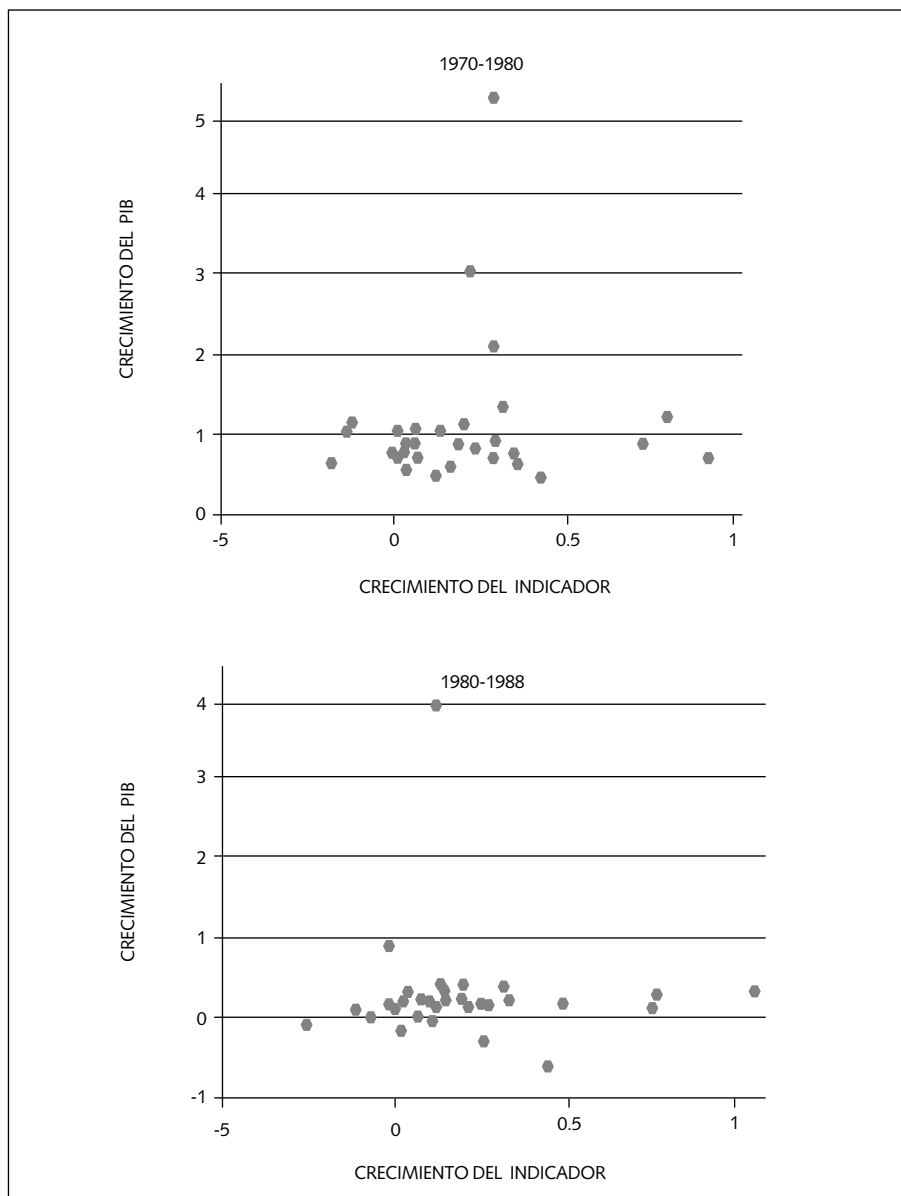 1970-1980
CRECIMIENTO DEL PIB
5
4
3
2
1
0
-5 0 0.5 1
CRECIMIENTO DEL INDICADOR
1980-1988
CRECIMIENTO DEL PIB
4
3
2
1
0
-1
-5 0 0.5 1
CRECIMIENTO DEL INDICADOR